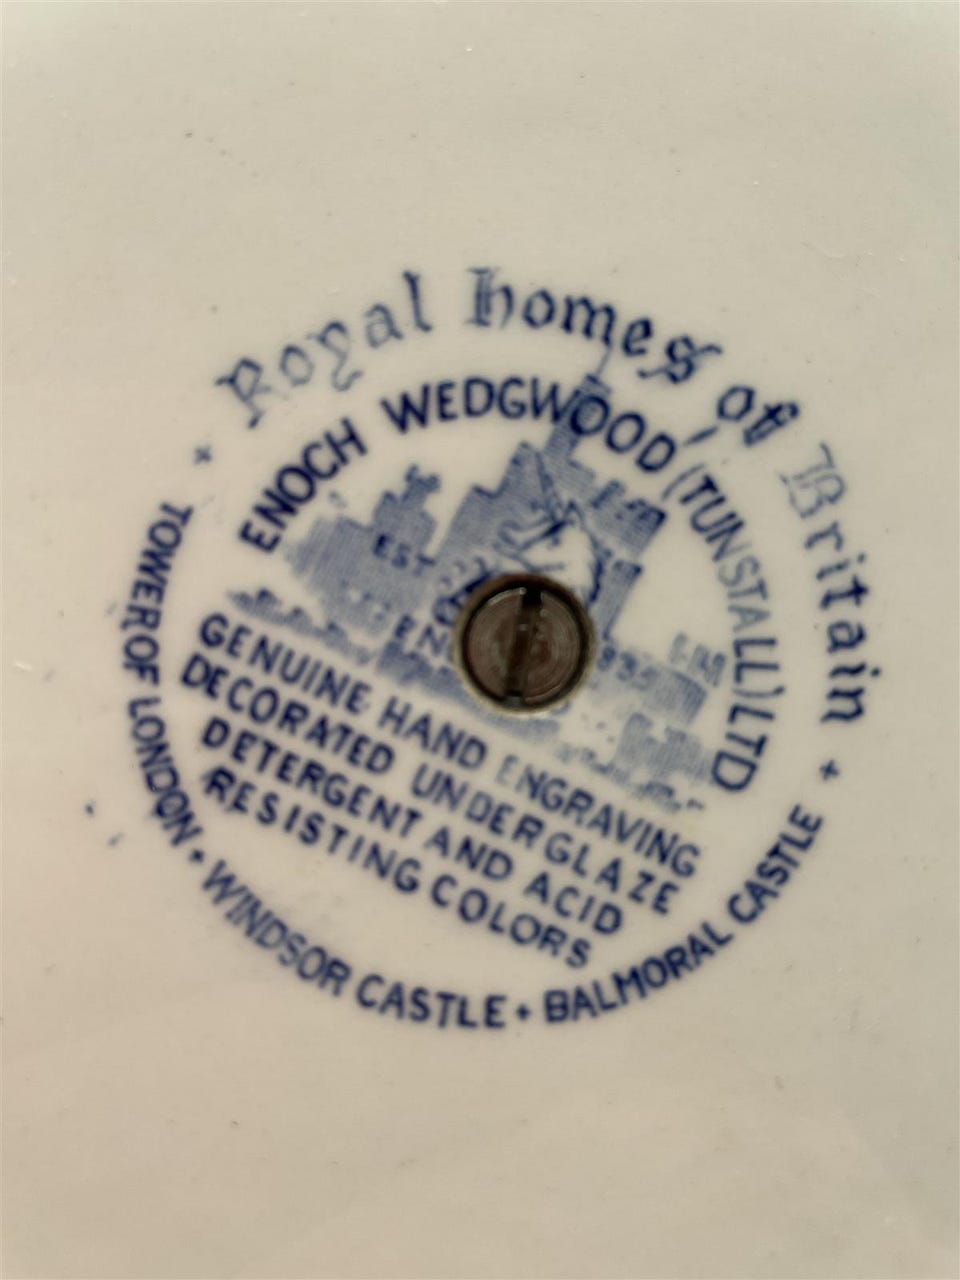 Royal Homes of Britain
ENOCH WEDGWOOD (TUNSTALL) LTD
EST
GENUINE HAND ENGRAVING
DECORATED UNDERGLAZE
DETERGENT AND ACID
RESISTING COLORS
TOWER OF LONDON • WINDSOR CASTLE • BALMORAL CASTLE